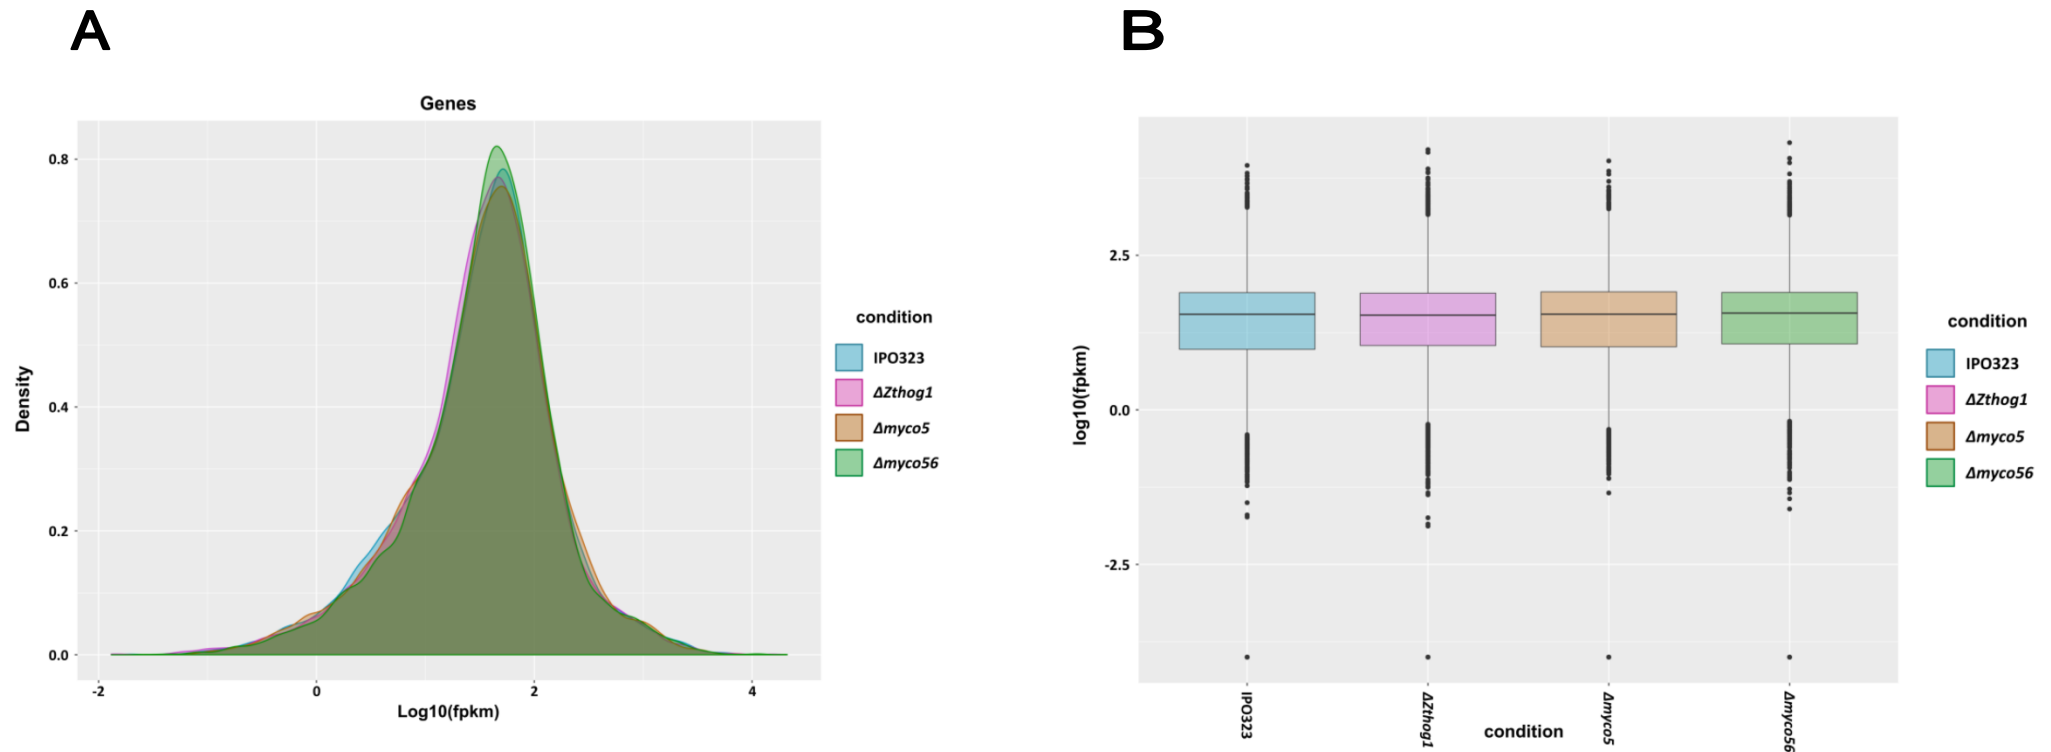 A
Genes
0.8
0.6
0.4
0.2
0.0
Density
-2
0
2
4
Log10(fpkm)
condition
IPO323
ΔZthog1
Δmyco5
Δmyco56
B
2.5
0.0
-2.5
log10(fpkm)
IPO323
ΔZthog1
Δmyco5
Δmyco56
condition
condition
IPO323
ΔZthog1
Δmyco5
Δmyco56